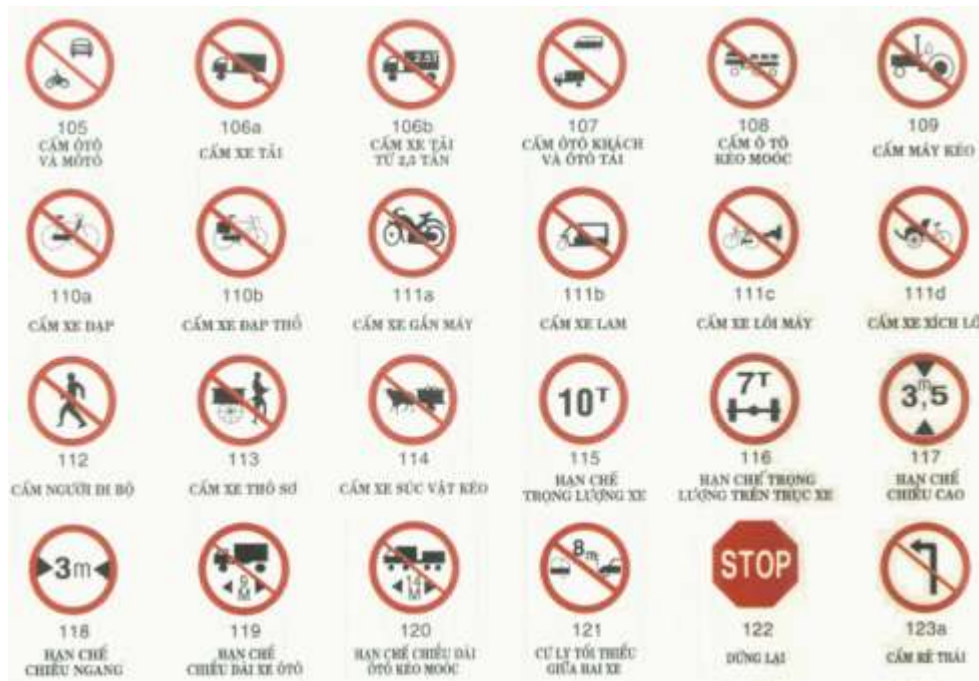 105
CẤM ÔTÔ
VÀ MÔTÔ
106a
CẤM XE TẢI
106b
CẤM XE TẢI
TỪ 2,5 TẤN
107
CẤM ÔTÔ KHÁCH
VÀ ÔTÔ TẢI
108
CẤM Ô TÔ
KÉO MOÓC
109
CẤM MÁY KÉO
110a
CẤM XE ĐẠP
110b
CẤM XE ĐẠP THỒ
111a
CẤM XE GẮN MÁY
111b
CẤM XE LAM
111c
CẤM XE LÔI MÁY
111d
CẤM XE XÍCH LÔ
112
CẤM NGƯỜI ĐI BỘ
113
CẤM XE THÔ SƠ
114
CẤM XE SÚC VẬT KÉO
10T
115
HẠN CHẾ
TRỌNG LƯỢNG XE
7T
116
HẠN CHẾ TRỌNG
LƯỢNG TRÊN TRỤC XE
m
3,5
117
HẠN CHẾ
CHIỀU CAO
3m
118
HẠN CHẾ
CHIỀU NGANG
9
M
119
HẠN CHẾ
CHIỀU DÀI XE ÔTÔ
14
M
120
HẠN CHẾ CHIỀU DÀI
ÔTÔ KÉO MOÓC
8m
121
CỰ LY TỐI THIỂU
GIỮA HAI XE
STOP
122
DỪNG LẠI
123a
CẤM RẼ TRÁI